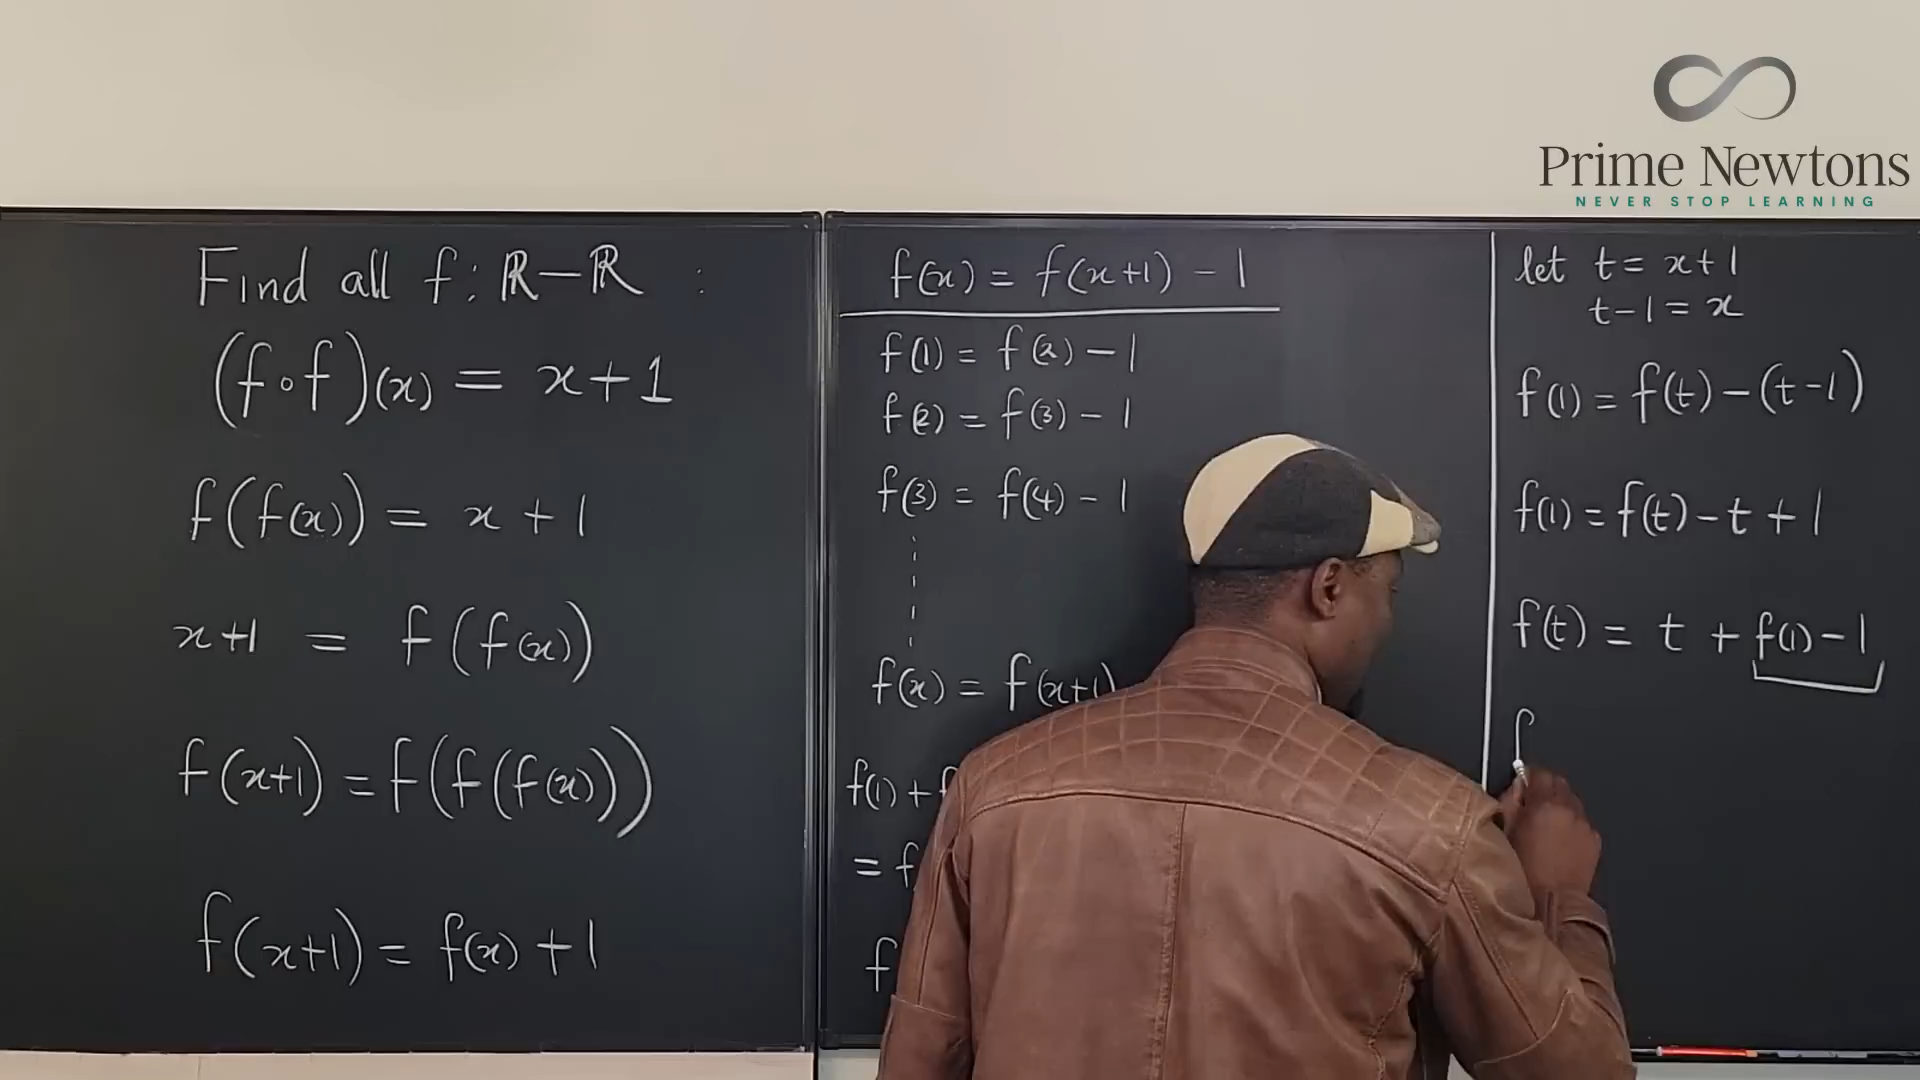 Prime Newtons
NEVER STOP LEARNING
Find all f: ℝ - ℝ :
(f∘f)(x) = x+1
f(f(x)) = x+1
x+1 = f(f(x))
f(x+1) = f(f(f(x)))
f(x+1) = f(x) + 1
f(x) = f(x+1) - 1
f(1) = f(2) - 1
f(2) = f(3) - 1
f(3) = f(4) - 1
f(x) = f(x+1)
f(1) + f
= f
f
let t = x+1
t-1 = x
f(1) = f(t) - (t-1)
f(1) = f(t) - t + 1
f(t) = t + f(1) - 1
f